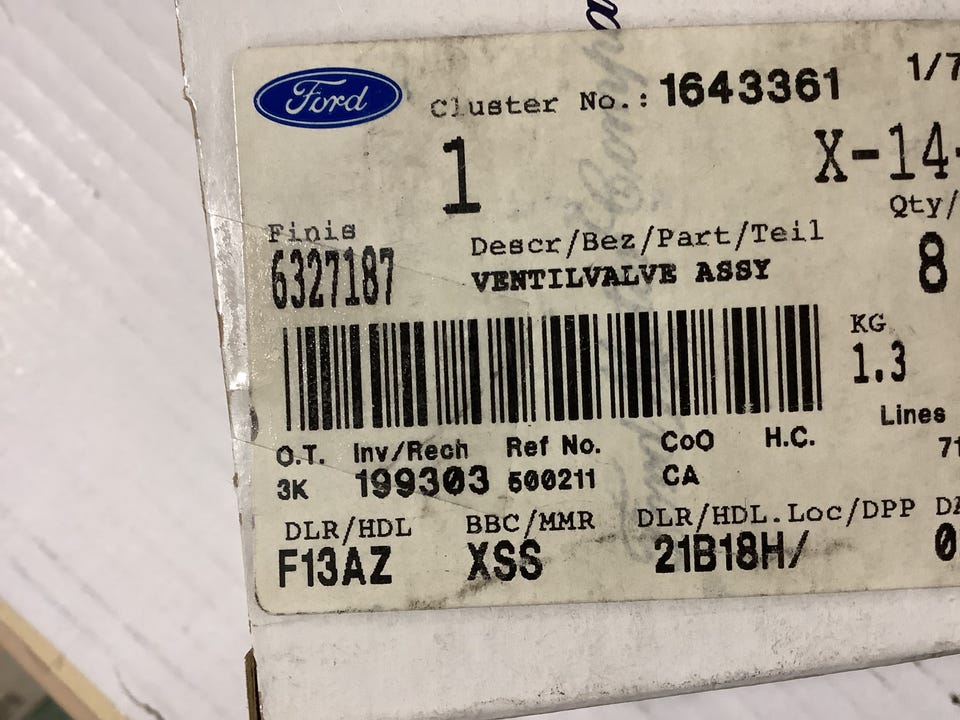 Ford Cluster No.: 1643361 1/7
1 X-14-
Finis Descr/Bez/Part/Teil Qty/
6327187 VENTILVALVE ASSY 8
KG
1.3
O.T. Inv/Rech Ref No. CoO H.C. Lines
3K 199303 500211 CA 71
DLR/HDL BBC/MMR DLR/HDL.Loc/DPP
F13AZ XSS 21B18H/ 0